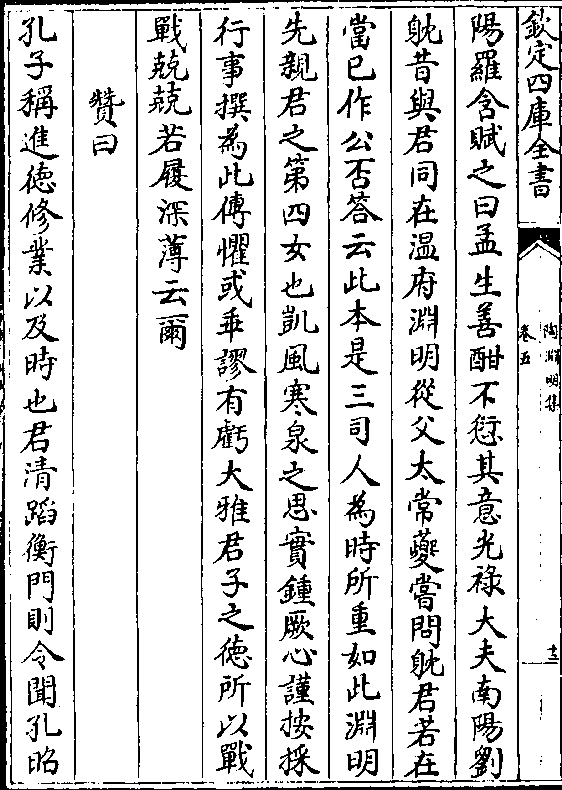 欽定四庫全書
陶淵明集
卷五
十三
陽羅含賦之曰孟生善酣不愆其意光祿大夫南陽劉
躭昔與君同在溫府淵明從父太常夔嘗問躭君若在
當已作公否答云此本是三司人為時所重如此淵明
先親君之第四女也凱風寒泉之思實鍾厥心謹按採
行事撰為此傳懼或乖謬有虧大雅君子之德所以戰
戰兢兢若履深薄云爾
贊曰
孔子稱進德修業以及時也君清蹈衡門則令聞孔昭